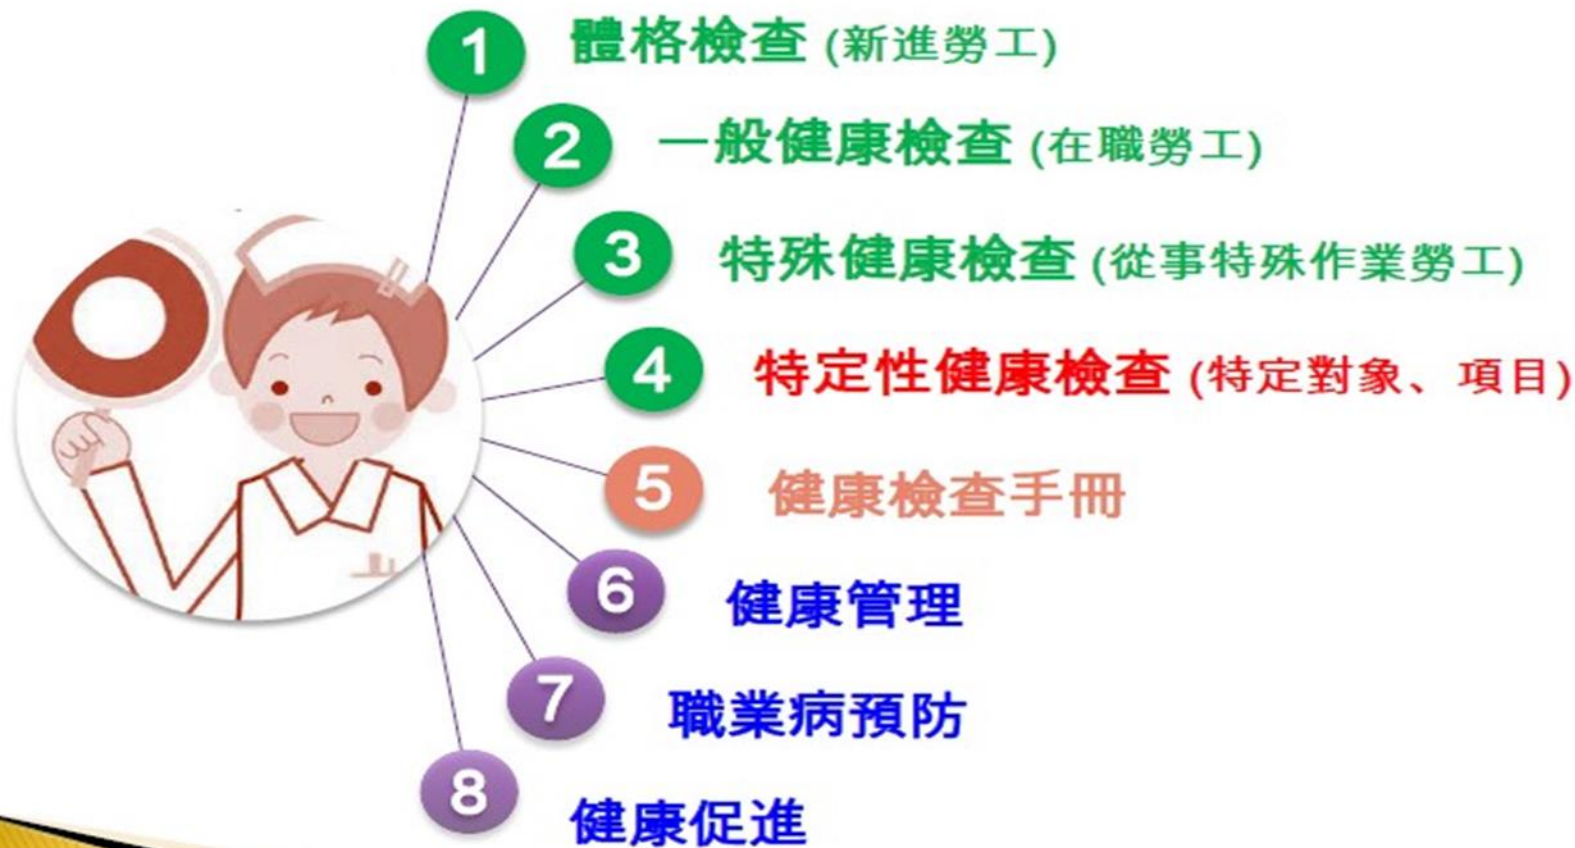 1 體格檢查 (新進勞工)
2 一般健康檢查 (在職勞工)
3 特殊健康檢查 (從事特殊作業勞工)
4 特定性健康檢查 (特定對象、項目)
5 健康檢查手冊
6 健康管理
7 職業病預防
8 健康促進